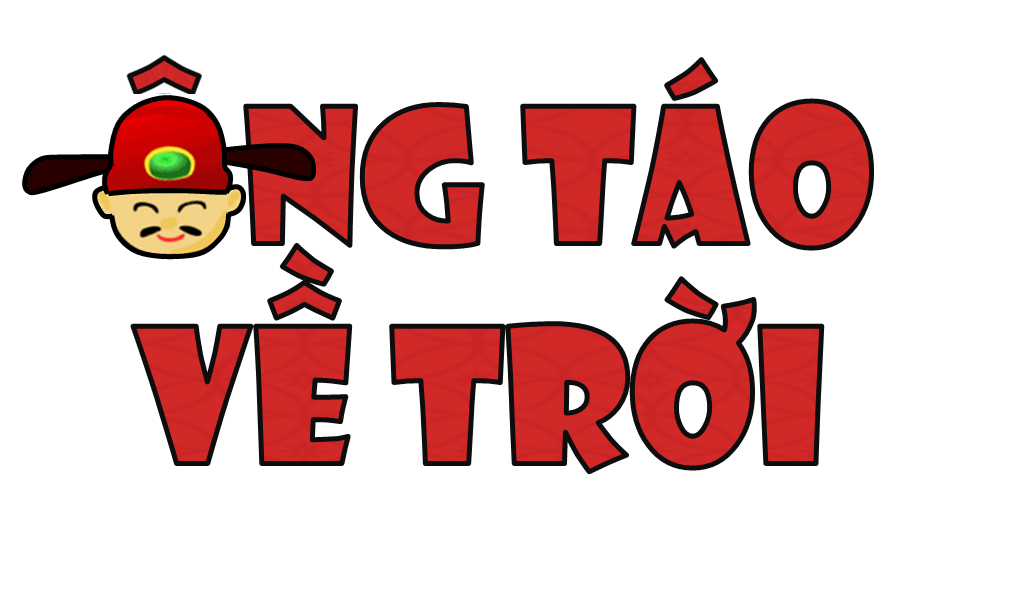 ÔNG TÁO
VỀ TRỜI